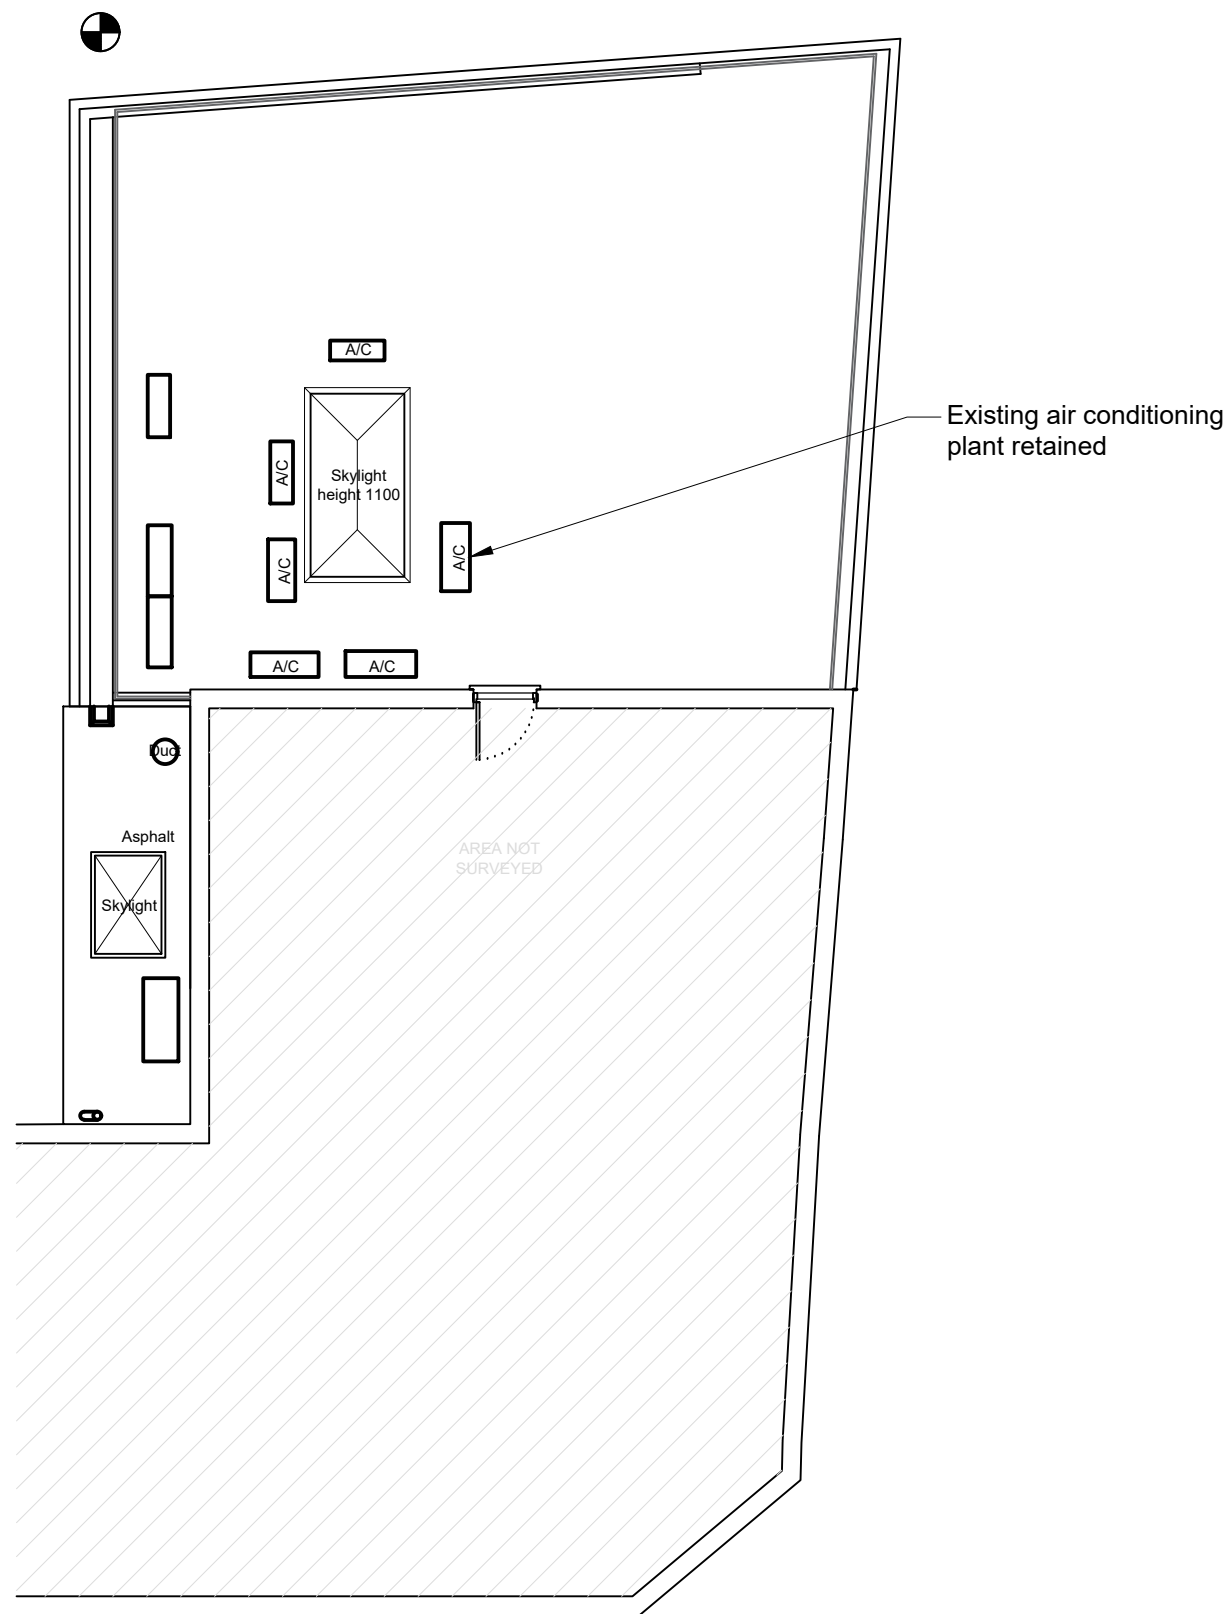 A/C
Existing air conditioning
plant retained
A/C
Skylight
height 1100
A/C
A/C
A/C
A/C
Duct
Asphalt
AREA NOT
SURVEYED
Skylight